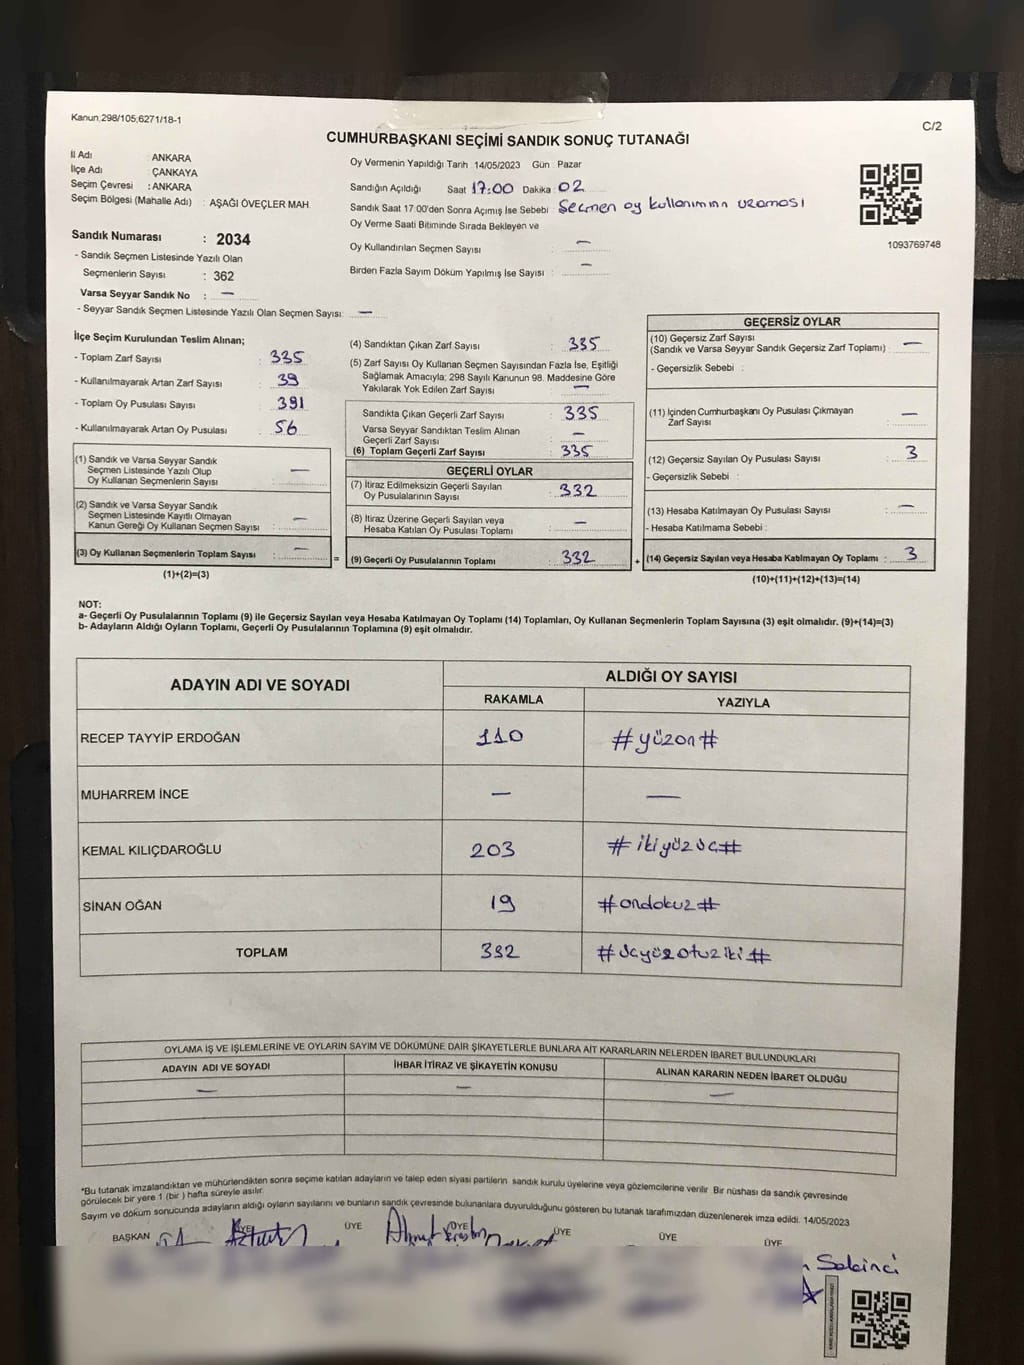 Kanun,298/105;6271/18-1
C/2
CUMHURBAŞKANI SEÇİMİ SANDIK SONUÇ TUTANAĞI
İl Adı : ANKARA
İlçe Adı : ÇANKAYA
Seçim Çevresi : ANKARA
Seçim Bölgesi (Mahalle Adı) : AŞAĞI ÖVEÇLER MAH.
Sandık Numarası : 2034
- Sandık Seçmen Listesinde Yazılı Olan
Seçmenlerin Sayısı : 362
Varsa Seyyar Sandık No : —
- Seyyar Sandık Seçmen Listesinde Yazılı Olan Seçmen Sayısı: —
Oy Vermenin Yapıldığı Tarih : 14/05/2023 Gün : Pazar
Sandığın Açıldığı Saat 17:00 Dakika : 02
Sandık Saat 17:00'den Sonra Açımış İse Sebebi : Seçmen oy kullanımının uzaması
Oy Verme Saati Bitiminde Sırada Bekleyen ve
Oy Kullandırılan Seçmen Sayısı : —
Birden Fazla Sayım Döküm Yapılmış İse Sayısı : —
1093769748
İlçe Seçim Kurulundan Teslim Alınan;
- Toplam Zarf Sayısı : 335
- Kullanılmayarak Artan Zarf Sayısı : 39
- Toplam Oy Pusulası Sayısı : 391
- Kullanılmayarak Artan Oy Pusulası : 56
(1) Sandık ve Varsa Seyyar Sandık
Seçmen Listesinde Yazılı Olup
Oy Kullanan Seçmenlerin Sayısı : —
(2) Sandık ve Varsa Seyyar Sandık
Seçmen Listesinde Kayıtlı Olmayan
Kanun Gereği Oy Kullanan Seçmen Sayısı : —
(3) Oy Kullanan Seçmenlerin Toplam Sayısı : —
(1)+(2)=(3)
=
(4) Sandıktan Çıkan Zarf Sayısı : 335
(5) Zarf Sayısı Oy Kullanan Seçmen Sayısından Fazla İse, Eşitliği
Sağlamak Amacıyla; 298 Sayılı Kanunun 98. Maddesine Göre
Yakılarak Yok Edilen Zarf Sayısı : —
Sandıkta Çıkan Geçerli Zarf Sayısı : 335
Varsa Seyyar Sandıktan Teslim Alınan
Geçerli Zarf Sayısı : —
(6) Toplam Geçerli Zarf Sayısı : 335
GEÇERLİ OYLAR
(7) İtiraz Edilmeksizin Geçerli Sayılan
Oy Pusulalarının Sayısı : 332
(8) İtiraz Üzerine Geçerli Sayılan veya
Hesaba Katılan Oy Pusulaların Toplamı : —
(9) Geçerli Oy Pusulalarının Toplamı : 332
+
GEÇERSİZ OYLAR
(10) Geçersiz Zarf Sayısı
(Sandık ve Varsa Seyyar Sandık Geçersiz Zarf Toplamı) : —
- Geçersizlik Sebebi :
(11) İçinden Cumhurbaşkanı Oy Pusulası Çıkmayan
Zarf Sayısı : —
(12) Geçersiz Sayılan Oy Pusulası Sayısı : 3
- Geçersizlik Sebebi :
(13) Hesaba Katılmayan Oy Pusulası Sayısı : —
- Hesaba Katılmama Sebebi :
(14) Geçersiz Sayılan veya Hesaba Katılmayan Oy Toplamı : 3
(10)+(11)+(12)+(13)=(14)
NOT:
a- Geçerli Oy Pusulalarının Toplamı (9) ile Geçersiz Sayılan veya Hesaba Katılmayan Oy Toplamı (14) Toplamları, Oy Kullanan Seçmenlerin Toplam Sayısına (3) eşit olmalıdır. (9)+(14)=(3)
b- Adayların Aldığı Oyların Toplamı, Geçerli Oy Pusulalarının Toplamına (9) eşit olmalıdır.
ADAYIN ADI VE SOYADI ALDIĞI OY SAYISI
RAKAMLA YAZIYLA
RECEP TAYYİP ERDOĞAN 110 #yüzon#
MUHARREM İNCE — —
KEMAL KILIÇDAROĞLU 203 #ikiyüzüç#
SİNAN OĞAN 19 #ondokuz#
TOPLAM 332 #üçyüzotuziki#
OYLAMA İŞ VE İŞLEMLERİNE VE OYLARIN SAYIM VE DÖKÜMÜNE DAİR ŞİKAYETLERLE BUNLARA AİT KARARLARIN NELERDEN İBARET BULUNDUKLARI
ADAYIN ADI VE SOYADI İHBAR İTİRAZ VE ŞİKAYETİN KONUSU ALINAN KARARIN NEDEN İBARET OLDUĞU
— — —
*Bu tutanak imzalandıktan ve mühürlendikten sonra seçime katılan adayların ve talep eden siyasi partilerin sandık kurulu üyelerine veya gözlemcilerine verilir. Bir nüshası da sandık çevresinde
görülecek bir yere 1 (bir ) hafta süreyle asılır.
Sayım ve döküm sonucunda adayların aldığı oyların sayılarını ve bunların sandık çevresinde bulunanlara duyurulduğunu gösteren bu tutanak tarafımızdan düzenlenerek imza edildi. 14/05/2023
BAŞKAN ÜYE ÜYE ÜYE ÜYE ÜYE ÜYE